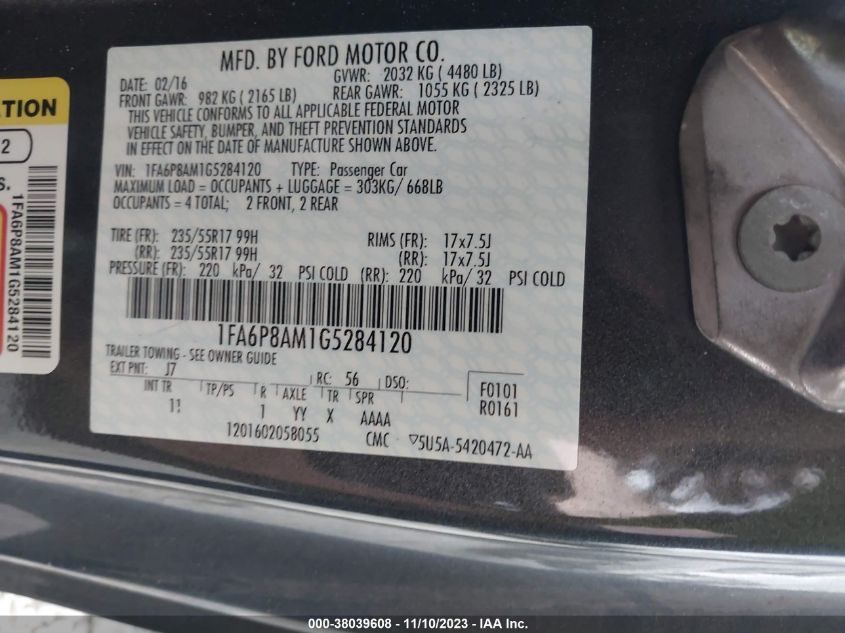 MFD. BY FORD MOTOR CO.
DATE: 02/16 GVWR: 2032 KG ( 4480 LB)
FRONT GAWR: 982 KG ( 2165 LB) REAR GAWR: 1055 KG ( 2325 LB)
THIS VEHICLE CONFORMS TO ALL APPLICABLE FEDERAL MOTOR
VEHICLE SAFETY, BUMPER, AND THEFT PREVENTION STANDARDS
IN EFFECT ON THE DATE OF MANUFACTURE SHOWN ABOVE.
VIN: 1FA6P8AM1G5284120 TYPE: Passenger Car
MAXIMUM LOAD = OCCUPANTS + LUGGAGE = 303KG/ 668LB
OCCUPANTS = 4 TOTAL; 2 FRONT, 2 REAR
TIRE (FR): 235/55R17 99H RIMS (FR): 17x7.5J
(RR): 235/55R17 99H (RR): 17x7.5J
PRESSURE (FR): 220 kPa/ 32 PSI COLD (RR): 220 kPa/ 32 PSI COLD
1FA6P8AM1G5284120
TRAILER TOWING - SEE OWNER GUIDE
EXT PNT: J7 RC: 56 DSO: F0101
INT TR TP/PS R AXLE TR SPR R0161
1 YY X AAAA
1201602058055 CMC 5U5A-5420472-AA
TION
2
S.
1FA6P8AM1G5284120
000-38039608 - 11/10/2023 - IAA Inc.